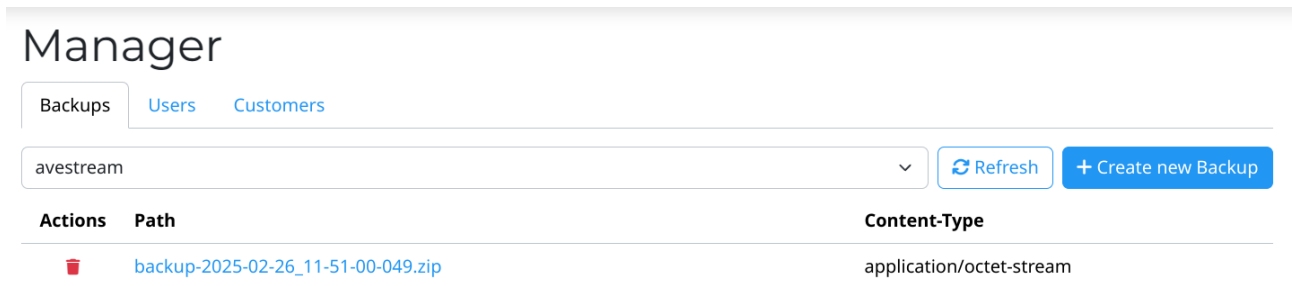 Manager
Backups Users Customers
avestream Refresh + Create new Backup
Actions Path Content-Type
backup-2025-02-26_11-51-00-049.zip application/octet-stream